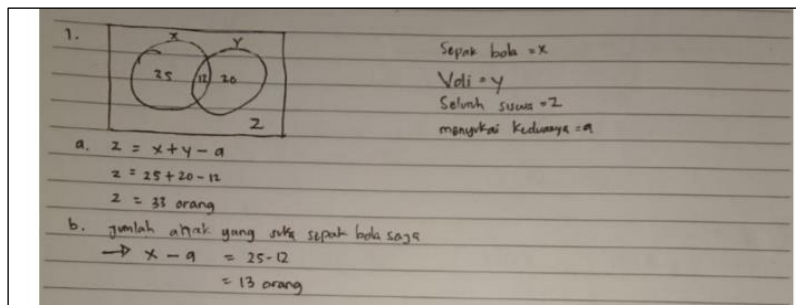 1.
X Y
25 12 20
Z
Sepak bola = x
Voli = y
Seluruh siswa = Z
menyukai keduanya = a
a. z = x + y - a
z = 25 + 20 - 12
z = 33 orang
b. jumlah anak yang suka sepak bola saja
→ x - a = 25 - 12
= 13 orang